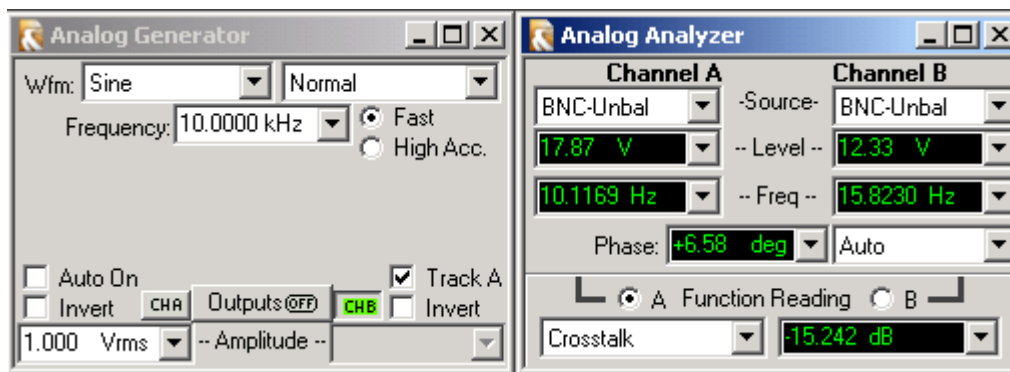 Analog Generator
Wfm: Sine Normal
Frequency: 10.0000 kHz Fast
High Acc.
Auto On Track A
Invert CHA Outputs OFF CHB Invert
1.000 Vrms -- Amplitude --
Analog Analyzer
Channel A Channel B
BNC-Unbal -Source- BNC-Unbal
17.87 V -- Level -- 12.33 V
10.1169 Hz -- Freq -- 15.8230 Hz
Phase: +6.58 deg Auto
A Function Reading B
Crosstalk -15.242 dB